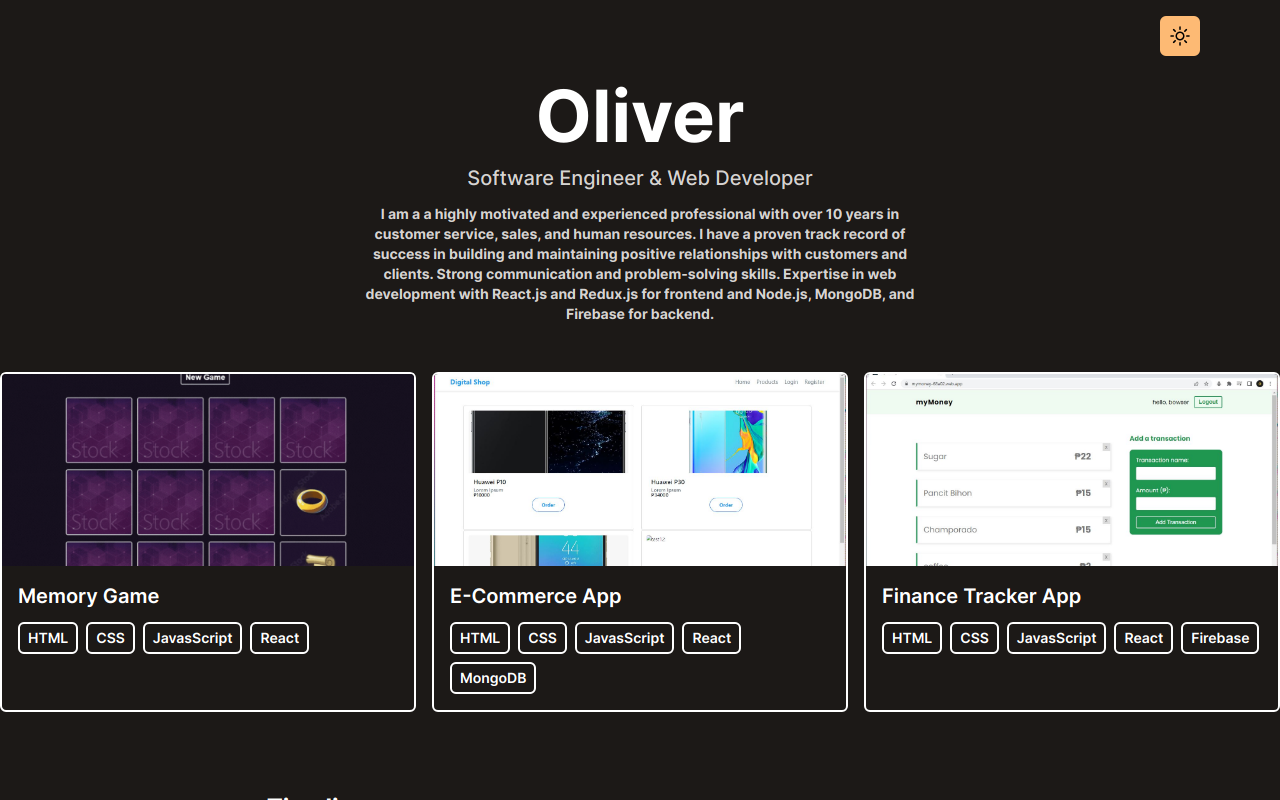 Oliver
Software Engineer & Web Developer
I am a a highly motivated and experienced professional with over 10 years in
customer service, sales, and human resources. I have a proven track record of
success in building and maintaining positive relationships with customers and
clients. Strong communication and problem-solving skills. Expertise in web
development with React.js and Redux.js for frontend and Node.js, MongoDB, and
Firebase for backend.
New Game
Stock Stock Stock Stock
Stock Stock Stock
Digital Shop
Home Products Login Register
Huawei P10
Lorem Ipsum
₱18000
Order
Huawei P30
Lorem Ipsum
₱34000
Order
myMoney
hello, bowser
Logout
Sugar ₱22
Pancit Bihon ₱15
Champorado ₱15
Add a transaction
Transaction name:
Amount (₱):
Add Transaction
Memory Game
HTML CSS JavasScript React
E-Commerce App
HTML CSS JavasScript React
MongoDB
Finance Tracker App
HTML CSS JavasScript React Firebase